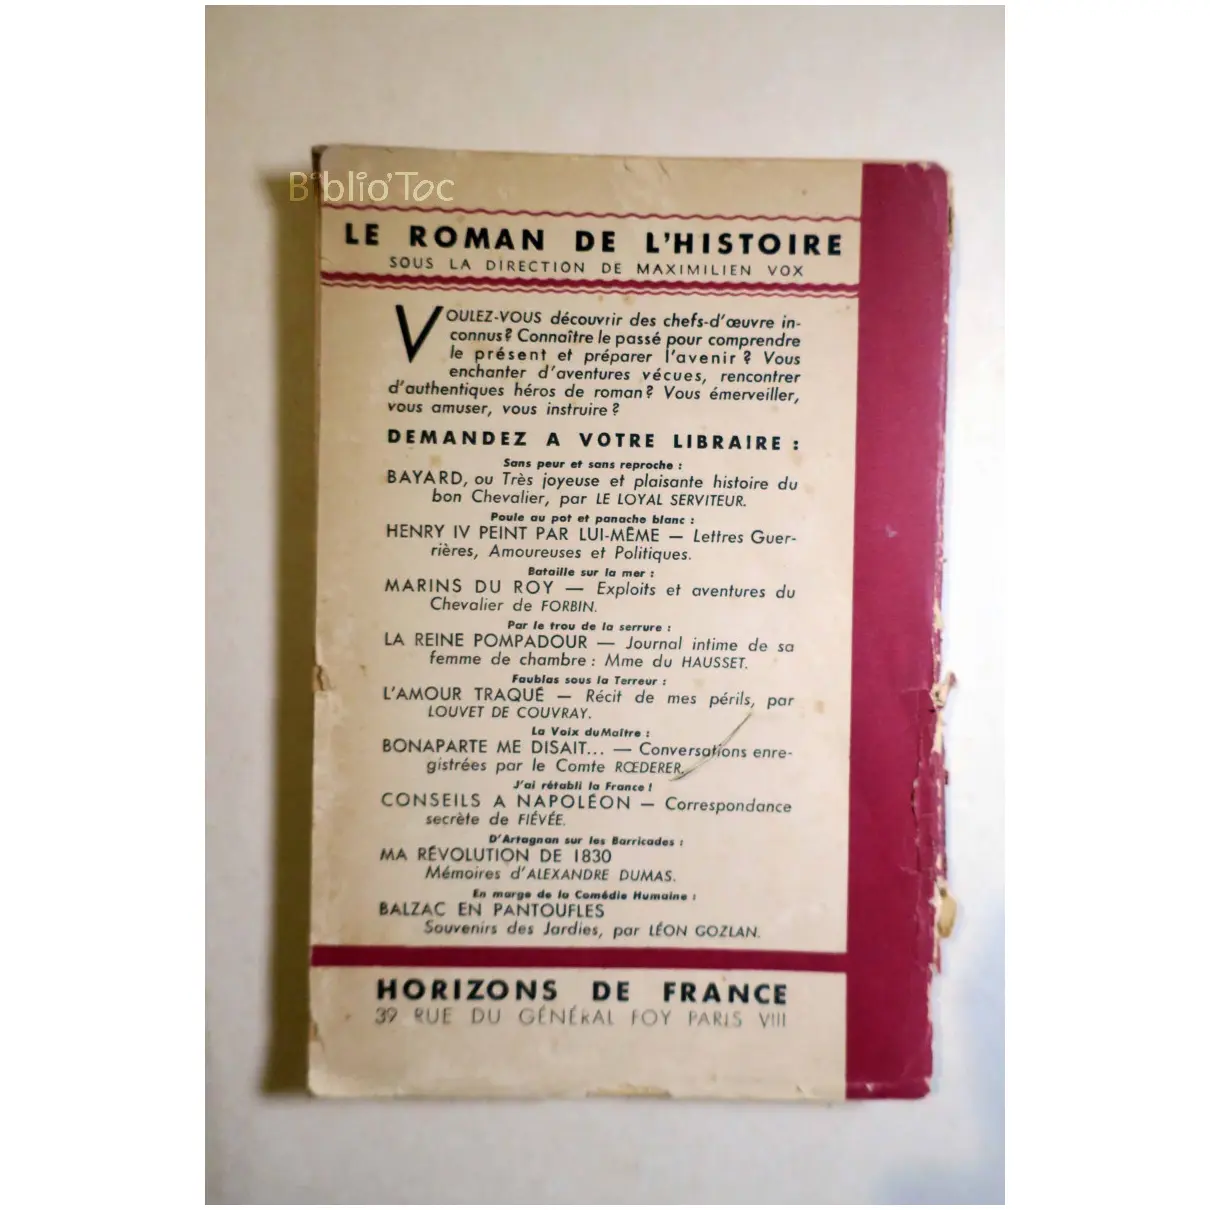 Biblio'Toc
LE ROMAN DE L'HISTOIRE
SOUS LA DIRECTION DE MAXIMILIEN VOX
VOULEZ-VOUS découvrir des chefs-d'œuvre in-
connus? Connaître le passé pour comprendre
le présent et préparer l'avenir? Vous
enchanter d'aventures vécues, rencontrer
d'authentiques héros de roman? Vous émerveiller,
vous amuser, vous instruire?
DEMANDEZ A VOTRE LIBRAIRE :
Sans peur et sans reproche :
BAYARD, ou Très joyeuse et plaisante histoire du
bon Chevalier, par LE LOYAL SERVITEUR.
Poule au pot et panache blanc :
HENRY IV PEINT PAR LUI-MÊME — Lettres Guer-
rières, Amoureuses et Politiques.
Bataille sur la mer :
MARINS DU ROY — Exploits et aventures du
Chevalier de FORBIN.
Par le trou de la serrure :
LA REINE POMPADOUR — Journal intime de sa
femme de chambre : Mme du HAUSSET.
Faublas sous la Terreur :
L'AMOUR TRAQUÉ — Récit de mes périls, par
LOUVET DE COUVRAY.
La Voix du Maître :
BONAPARTE ME DISAIT... — Conversations enre-
gistrées par le Comte RŒDERER.
J'ai rétabli la France !
CONSEILS A NAPOLÉON — Correspondance
secrète de FIÉVÉE.
D'Artagnan sur les Barricades :
MA RÉVOLUTION DE 1830
Mémoires d'ALEXANDRE DUMAS.
En marge de la Comédie Humaine :
BALZAC EN PANTOUFLES
Souvenirs des Jardies, par LÉON GOZLAN.
HORIZONS DE FRANCE
39 RUE DU GÉNÉRAL FOY PARIS VIII